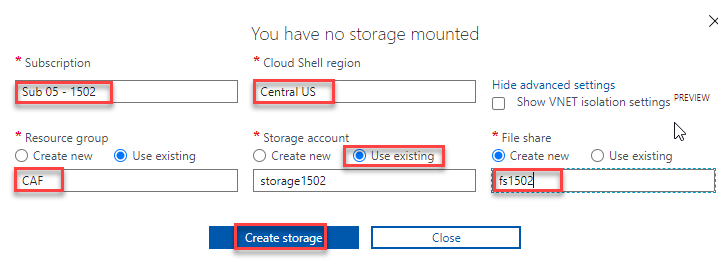 You have no storage mounted
* Subscription
* Cloud Shell region
Sub 05 - 1502
Central US
Hide advanced settings
Show VNET isolation settings PREVIEW
* Resource group
* Storage account
* File share
Create new
Use existing
Create new
Use existing
Create new
Use existing
CAF
storage1502
fs1502
Create storage
Close